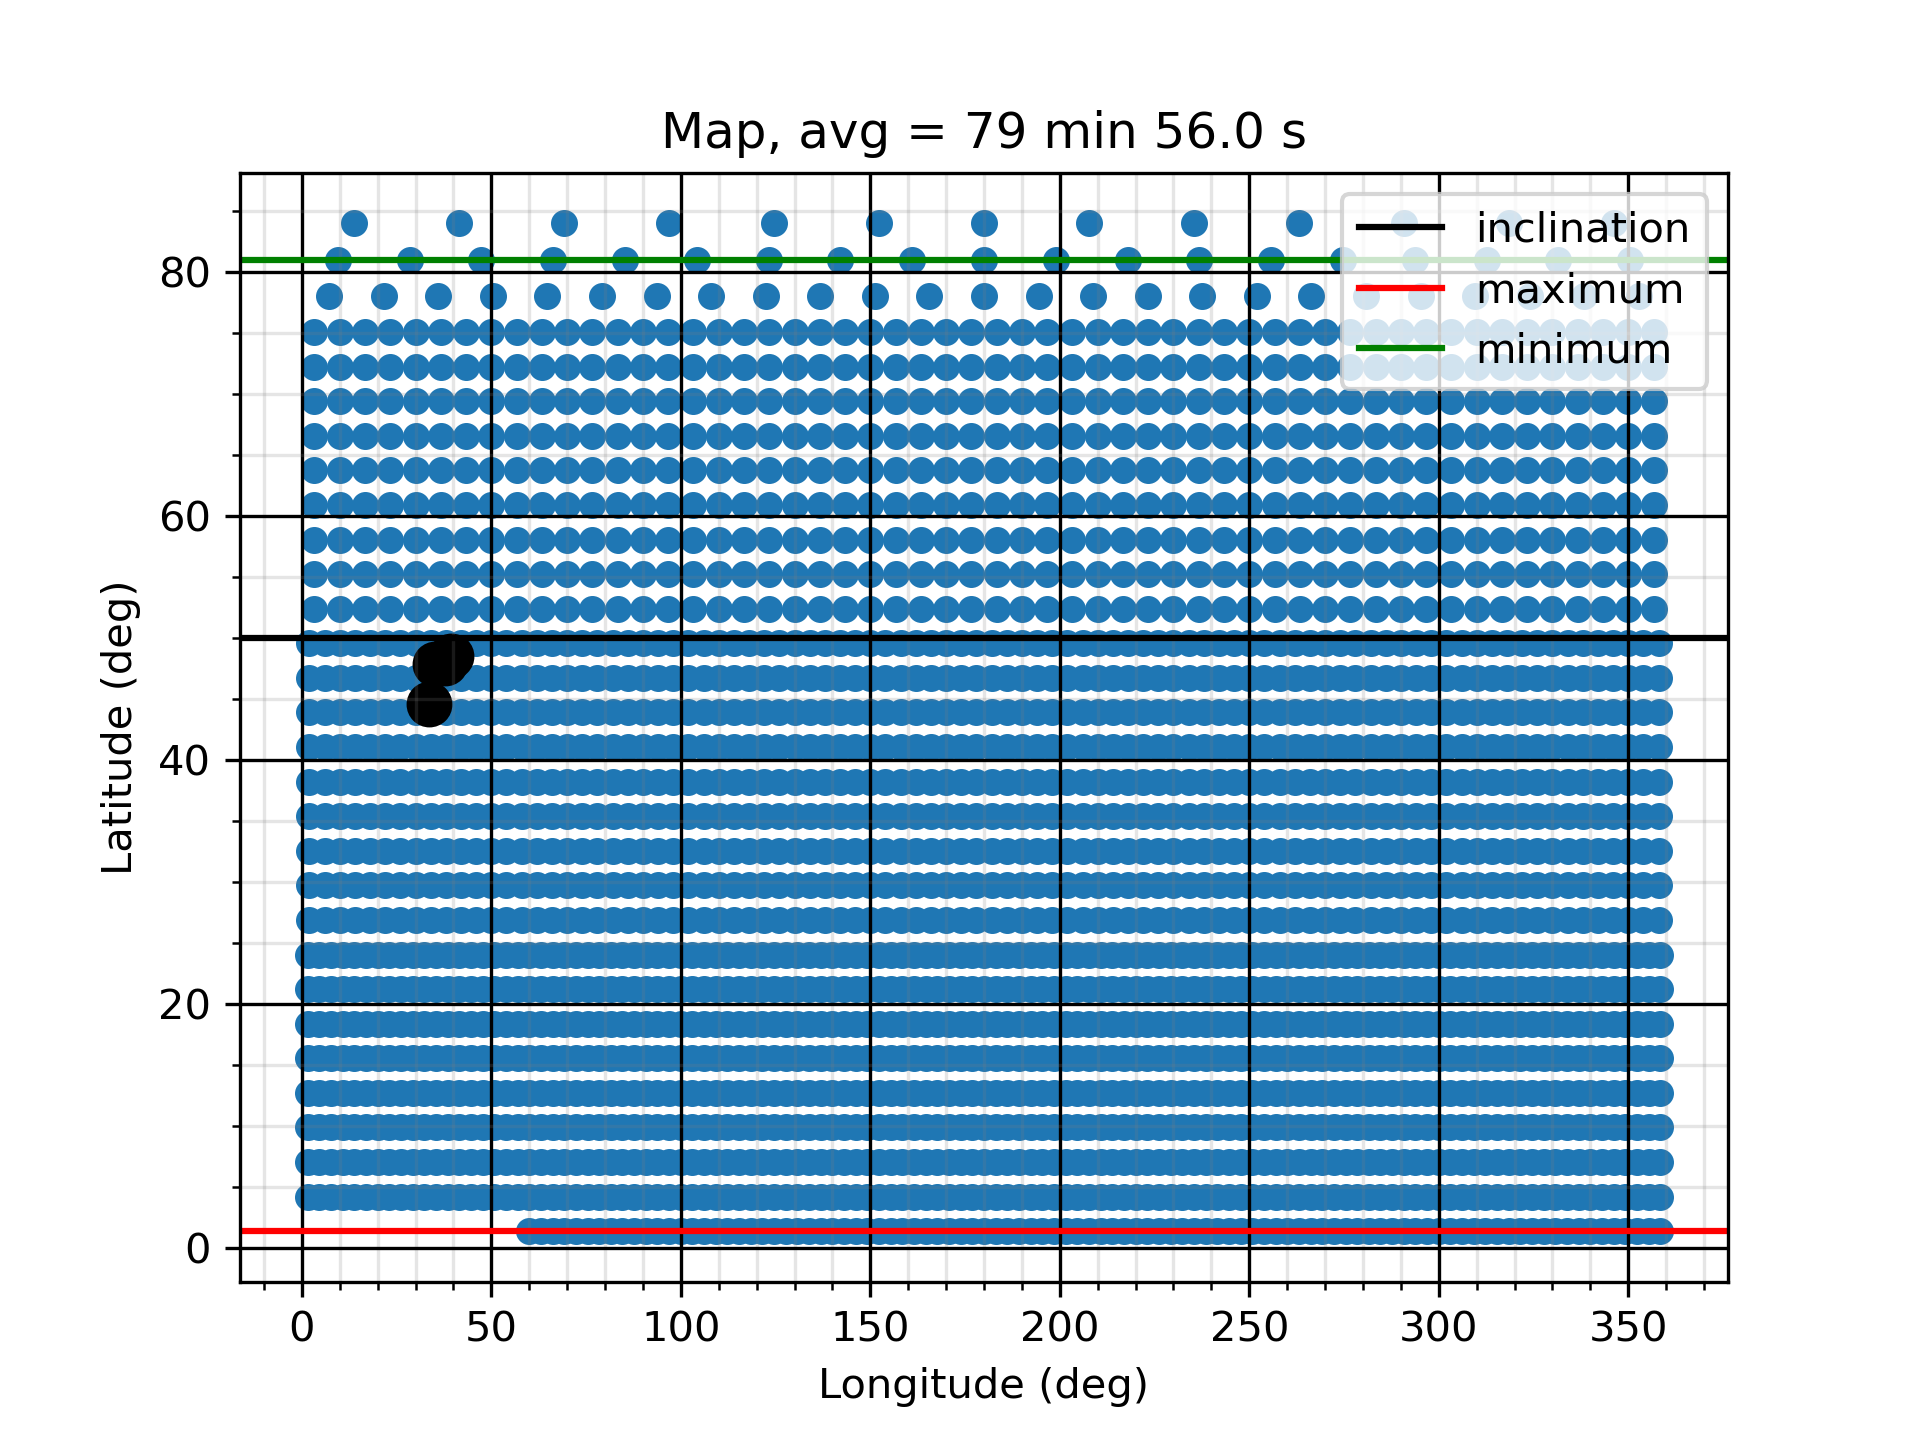 Map, avg = 79 min 56.0 s
inclination
maximum
minimum
80
60
40
20
0
Latitude (deg)
0 50 100 150 200 250 300 350
Longitude (deg)